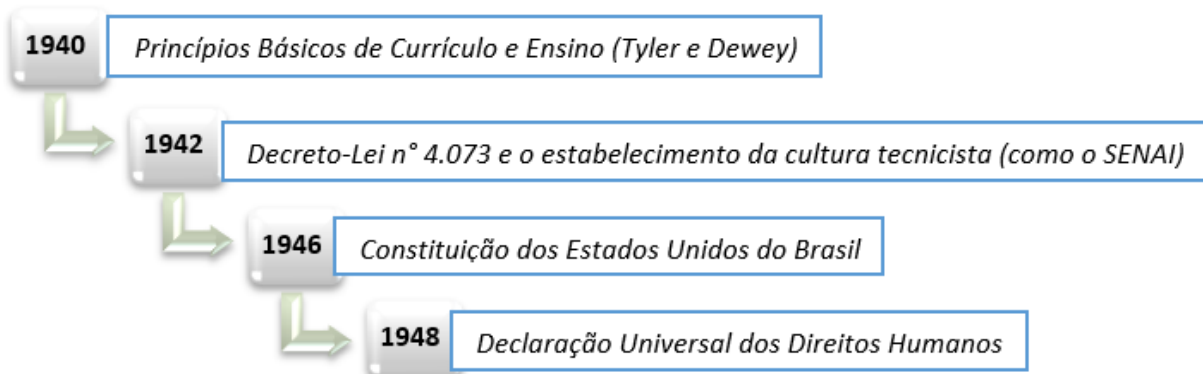 1940 Princípios Básicos de Currículo e Ensino (Tyler e Dewey)
1942 Decreto-Lei n° 4.073 e o estabelecimento da cultura tecnicista (como o SENAI)
1946 Constituição dos Estados Unidos do Brasil
1948 Declaração Universal dos Direitos Humanos